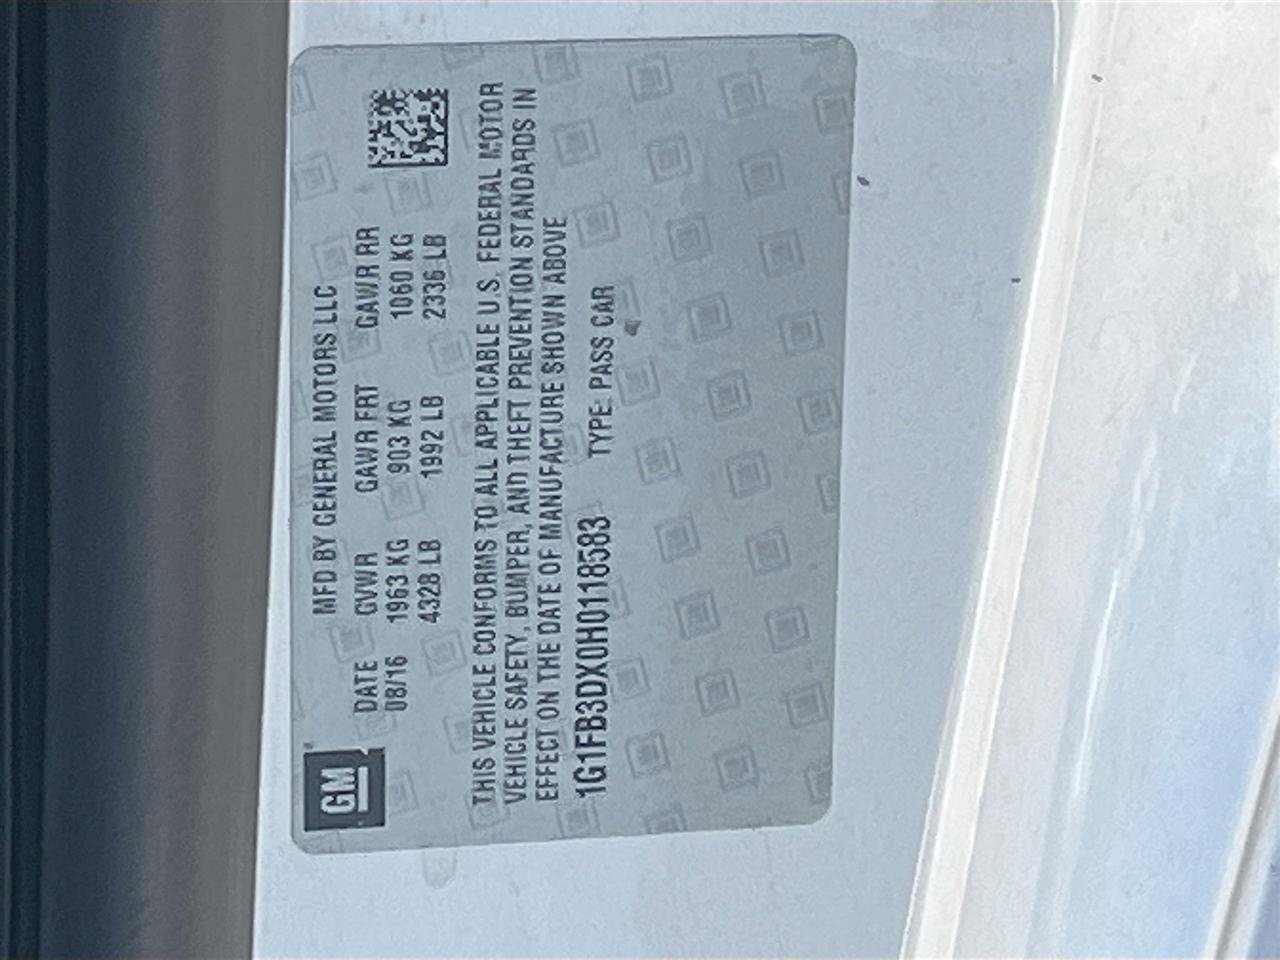 GM
MFD BY GENERAL MOTORS LLC
DATE GVWR GAWR FRT GAWR RR
08/16 1963 KG 903 KG 1060 KG
4328 LB 1992 LB 2336 LB
THIS VEHICLE CONFORMS TO ALL APPLICABLE U.S. FEDERAL MOTOR
VEHICLE SAFETY, BUMPER, AND THEFT PREVENTION STANDARDS IN
EFFECT ON THE DATE OF MANUFACTURE SHOWN ABOVE
1G1FB3DX0H0118583 TYPE: PASS CAR